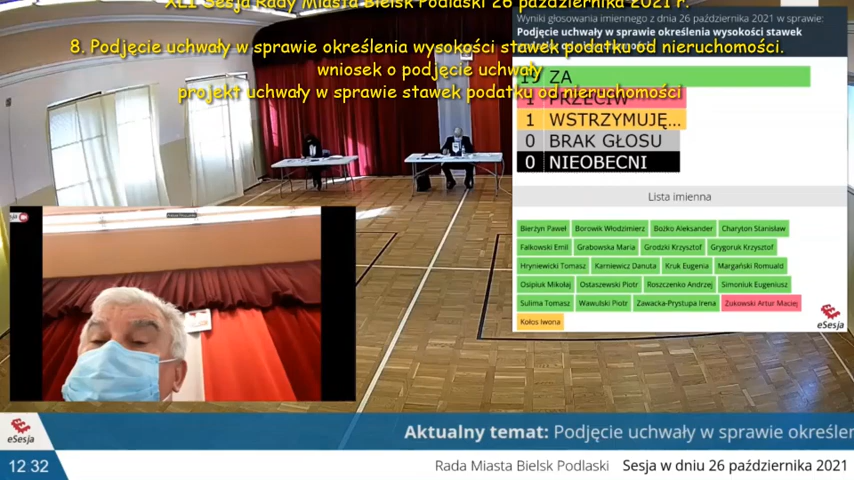 XLI Sesja Rady Miasta Bielsk Podlaski 26 października 2021 r.
8. Podjęcie uchwały w sprawie określenia wysokości stawek podatku od nieruchomości.
wniosek o podjęcie uchwały
projekt uchwały w sprawie stawek podatku od nieruchomości
Wyniki głosowania imiennego z dnia 26 października 2021 w sprawie:
Podjęcie uchwały w sprawie określenia wysokości stawek
ZA
1 PRZECIW
1 WSTRZYMUJĘ...
0 BRAK GŁOSU
0 NIEOBECNI
Lista imienna
Bierżyn Paweł Borowik Włodzimierz Bożko Aleksander Charyton Stanisław
Falkowski Emil Grabowska Maria Grodzki Krzysztof Grygoruk Krzysztof
Hryniewicki Tomasz Karniewicz Danuta Kruk Eugenia Margański Romuald
Osipiuk Mikołaj Ostaszewski Piotr Roszczenko Andrzej Simoniuk Eugeniusz
Sulima Tomasz Wawulski Piotr Zawacka-Prystupa Irena Żukowski Artur Maciej
Kołos Iwona
eSesja
eSesja
Aktualny temat: Podjęcie uchwały w sprawie określen
12 32
Rada Miasta Bielsk Podlaski Sesja w dniu 26 października 2021